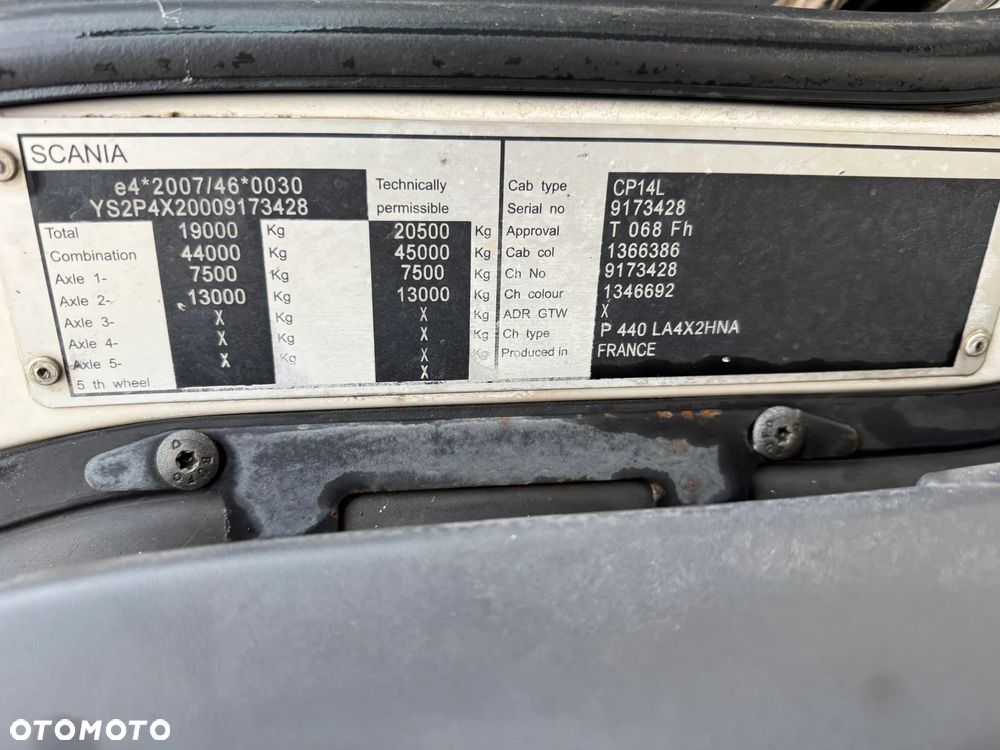 SCANIA
e4*2007/46*0030
YS2P4X20009173428
Technically
permissible
Total 19000 Kg 20500 Kg
Combination 44000 Kg 45000 Kg
Axle 1- 7500 Kg 7500 Kg
Axle 2- 13000 Kg 13000 Kg
Axle 3- X Kg X Kg
Axle 4- X Kg X Kg
Axle 5- X Kg X Kg
5 th wheel X
Cab type CP14L
Serial no 9173428
Approval T 068 Fh
Cab col 1366386
Ch No 9173428
Ch colour 1346692
ADR GTW X
Ch type P 440 LA4X2HNA
Produced in FRANCE
OTOMOTO